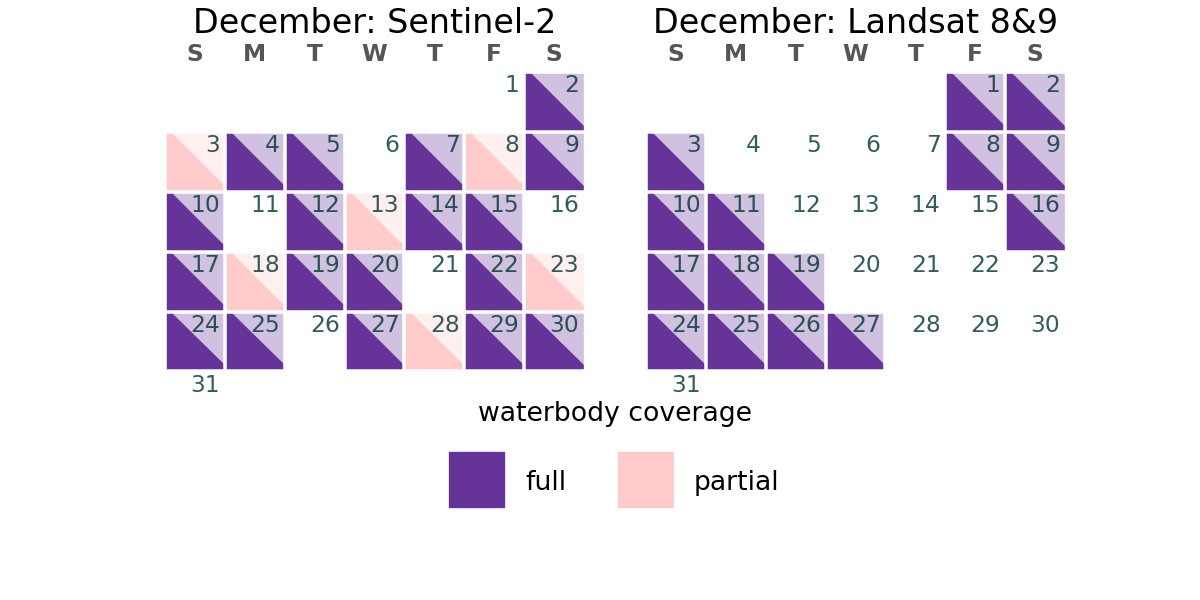 December: Sentinel-2
S M T W T F S
1 2
3 4 5 6 7 8 9
10 11 12 13 14 15 16
17 18 19 20 21 22 23
24 25 26 27 28 29 30
31
December: Landsat 8&9
S M T W T F S
1 2
3 4 5 6 7 8 9
10 11 12 13 14 15 16
17 18 19 20 21 22 23
24 25 26 27 28 29 30
31
waterbody coverage
full partial